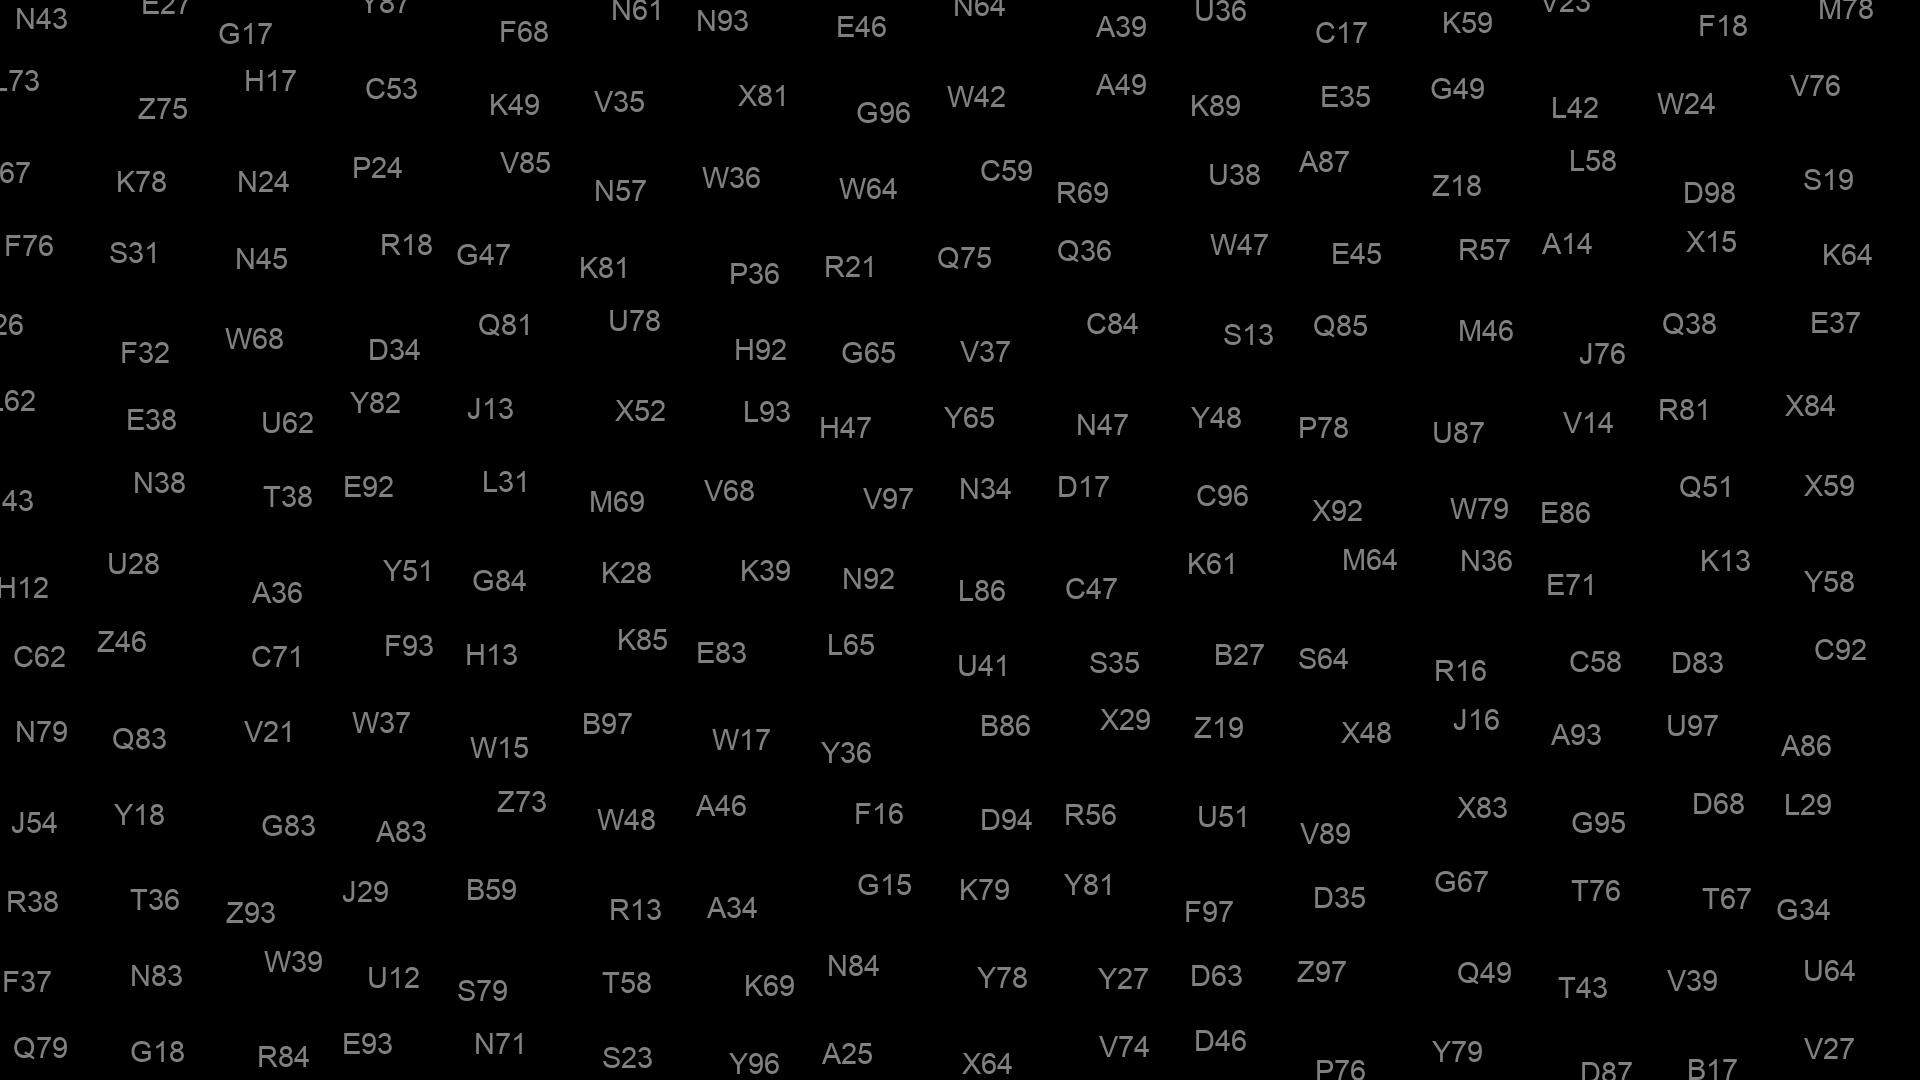 N43 E27 G17 Y87 F68 N61 N93 E46 N64 A39 U36 C17 K59 V23 F18 M78
L73 Z75 H17 C53 K49 V35 X81 G96 W42 A49 K89 E35 G49 L42 W24 V76
67 K78 N24 P24 V85 N57 W36 W64 C59 R69 U38 A87 Z18 L58 D98 S19
F76 S31 N45 R18 G47 K81 P36 R21 Q75 Q36 W47 E45 R57 A14 X15 K64
26 F32 W68 D34 Q81 U78 H92 G65 V37 C84 S13 Q85 M46 J76 Q38 E37
62 E38 U62 Y82 J13 X52 L93 H47 Y65 N47 Y48 P78 U87 V14 R81 X84
43 N38 T38 E92 L31 M69 V68 V97 N34 D17 C96 X92 W79 E86 Q51 X59
H12 U28 A36 Y51 G84 K28 K39 N92 L86 C47 K61 M64 N36 E71 K13 Y58
C62 Z46 C71 F93 H13 K85 E83 L65 U41 S35 B27 S64 R16 C58 D83 C92
N79 Q83 V21 W37 W15 B97 W17 Y36 B86 X29 Z19 X48 J16 A93 U97 A86
J54 Y18 G83 A83 Z73 W48 A46 F16 D94 R56 U51 V89 X83 G95 D68 L29
R38 T36 Z93 J29 B59 R13 A34 G15 K79 Y81 F97 D35 G67 T76 T67 G34
F37 N83 W39 U12 S79 T58 K69 N84 Y78 Y27 D63 Z97 Q49 T43 V39 U64
Q79 G18 R84 E93 N71 S23 Y96 A25 X64 V74 D46 P76 Y79 D87 B17 V27